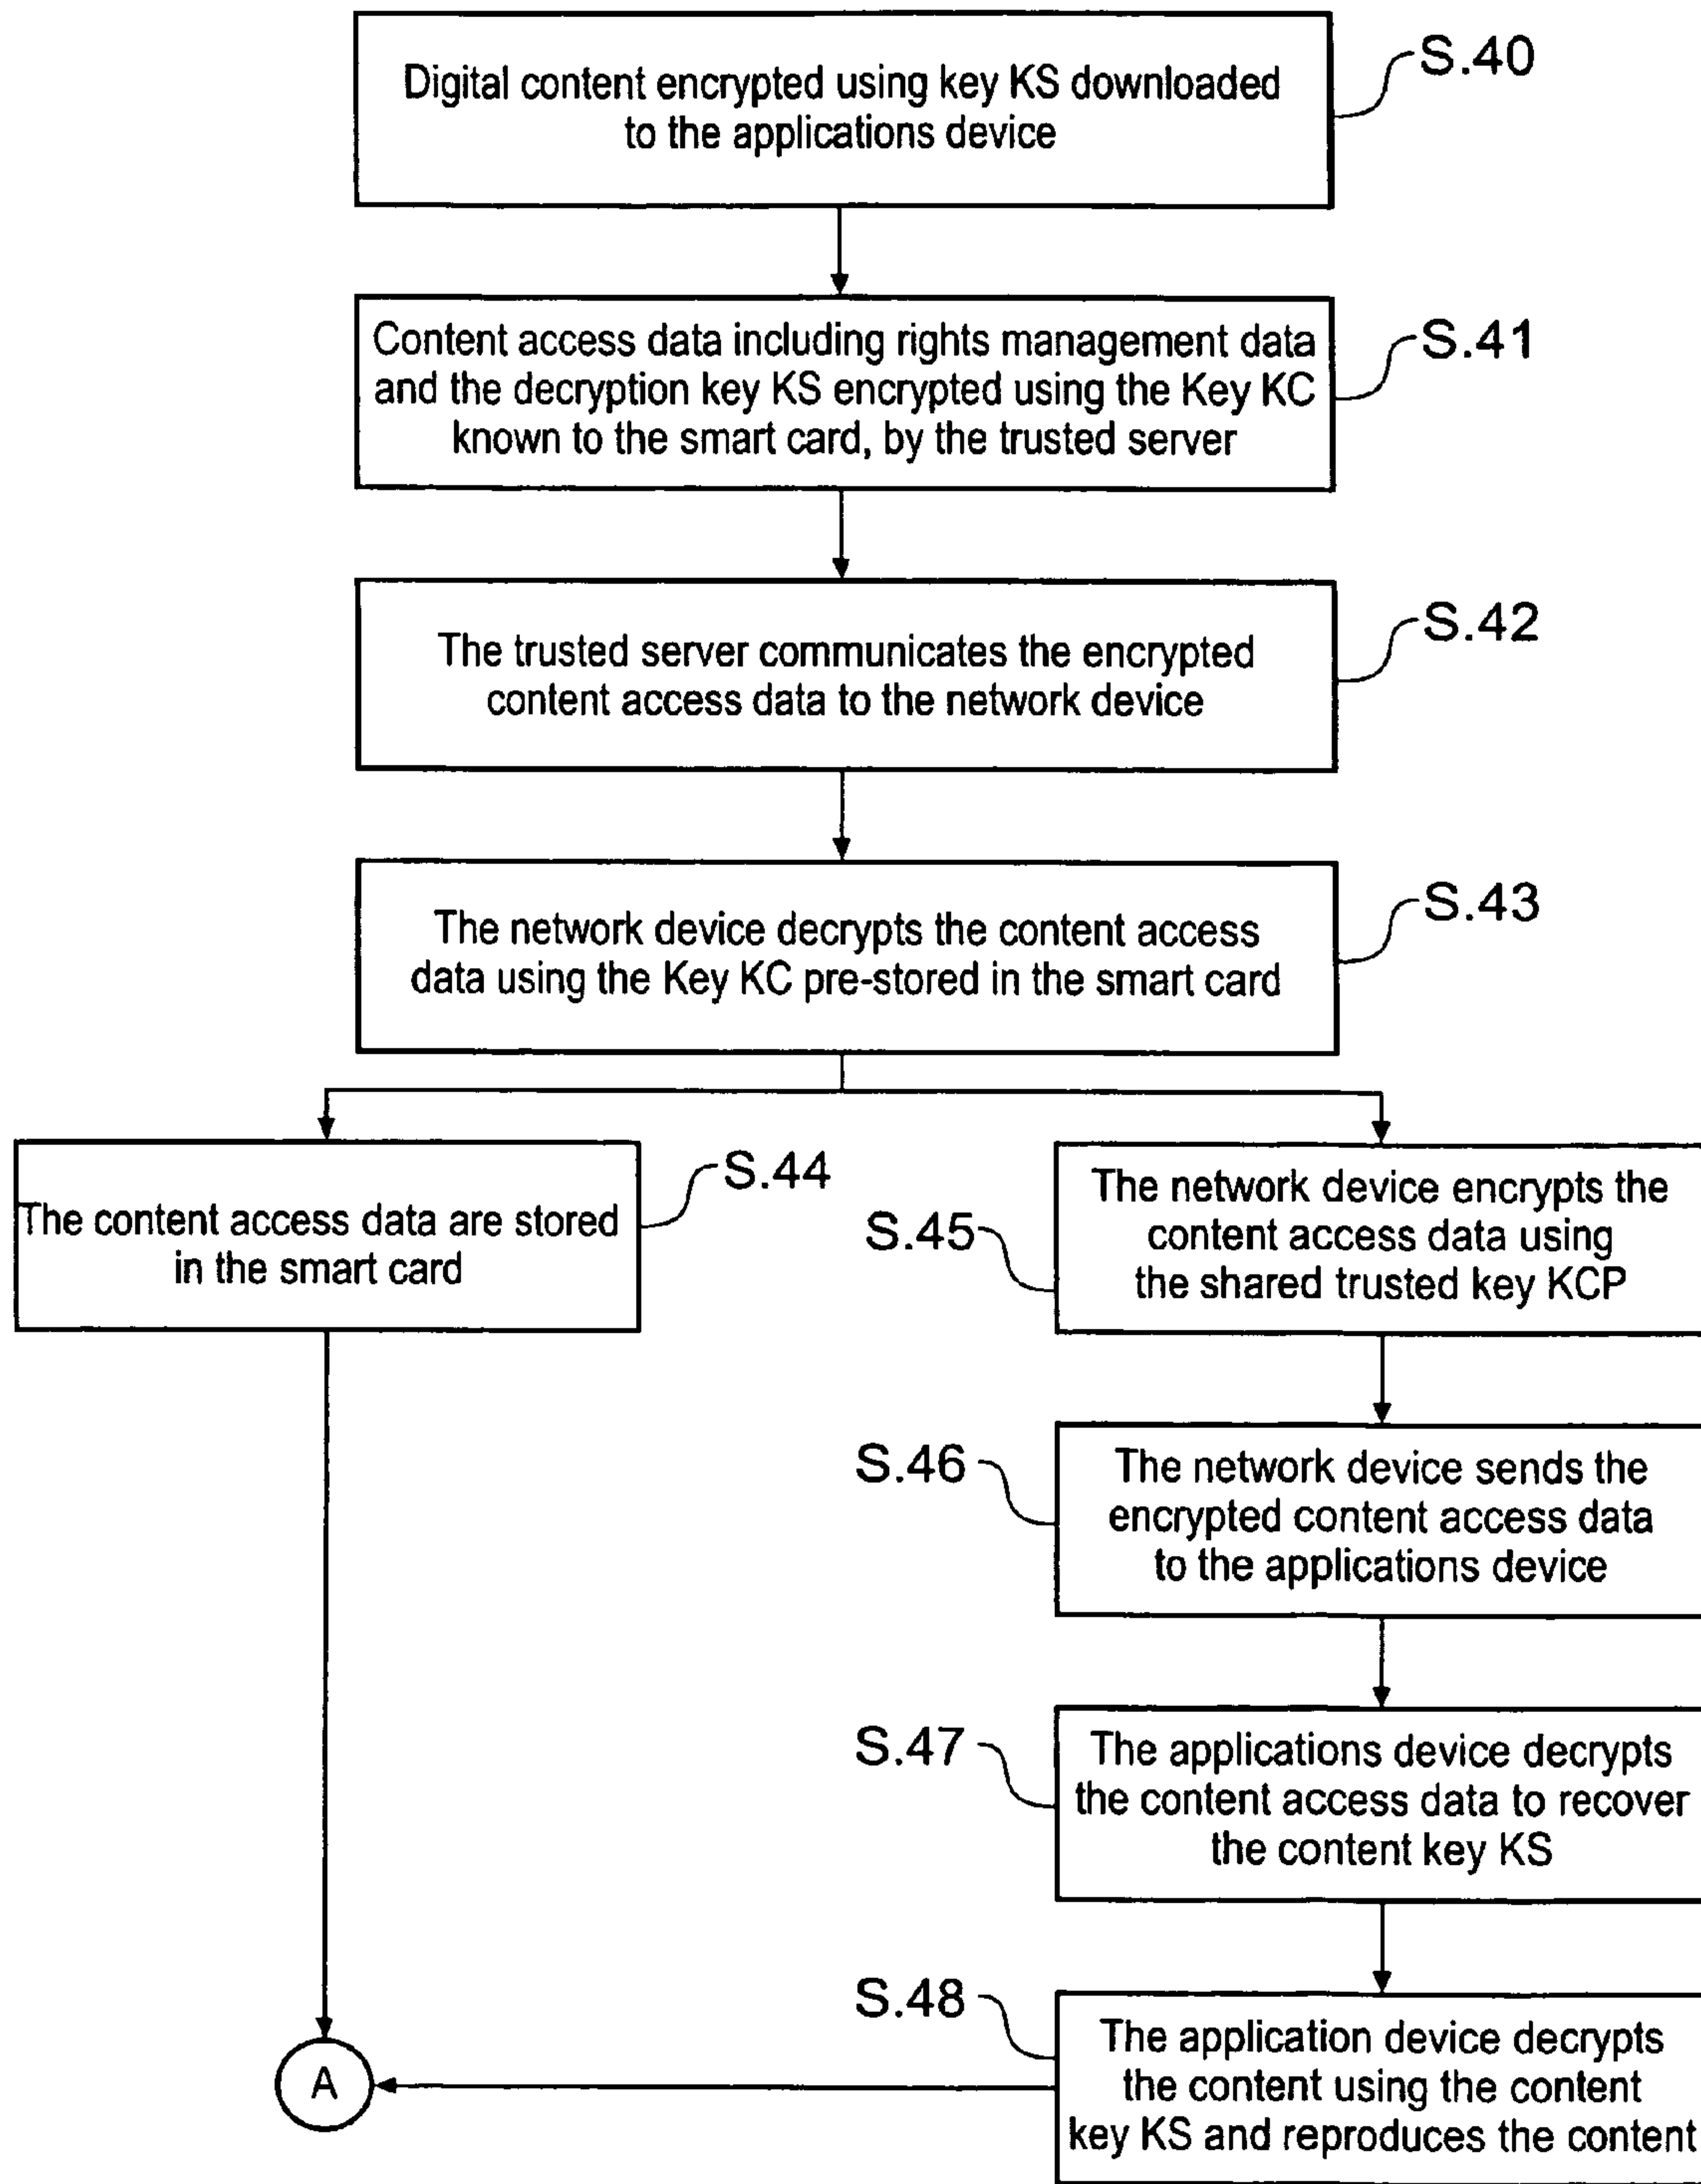 Digital content encrypted using key KS downloaded
to the applications device
S.40
Content access data including rights management data
and the decryption key KS encrypted using the Key KC
known to the smart card, by the trusted server
S.41
The trusted server communicates the encrypted
content access data to the network device
S.42
The network device decrypts the content access
data using the Key KC pre-stored in the smart card
S.43
The content access data are stored
in the smart card
S.44
S.45
The network device encrypts the
content access data using
the shared trusted key KCP
S.46
The network device sends the
encrypted content access data
to the applications device
S.47
The applications device decrypts
the content access data to recover
the content key KS
S.48
The application device decrypts
the content using the content
key KS and reproduces the content
A